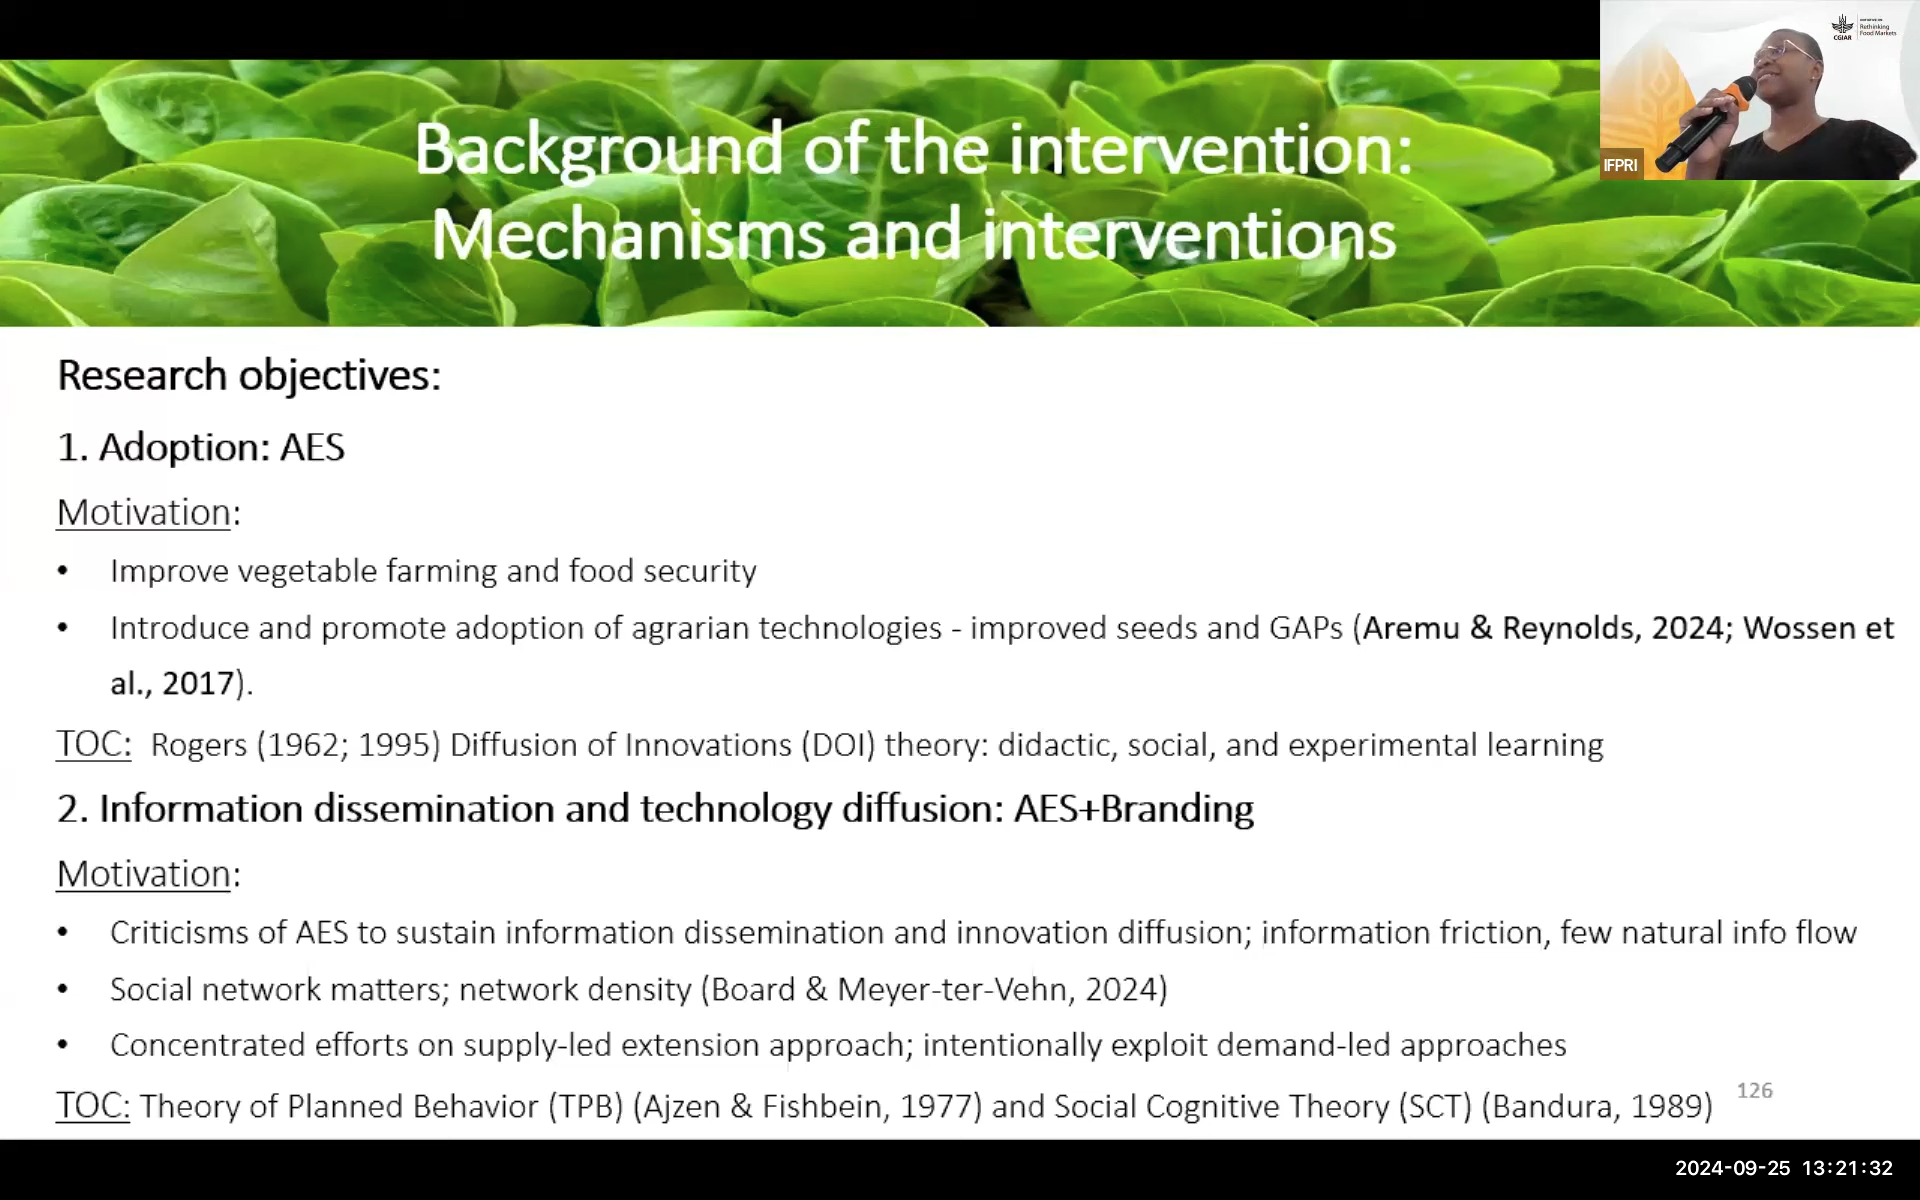 Background of the intervention:
Mechanisms and interventions
INITIATIVE ON
Rethinking
Food Markets
CGIAR
IFPRI
Research objectives:
1. Adoption: AES
Motivation:
• Improve vegetable farming and food security
• Introduce and promote adoption of agrarian technologies - improved seeds and GAPs (Aremu & Reynolds, 2024; Wossen et
al., 2017).
TOC: Rogers (1962; 1995) Diffusion of Innovations (DOI) theory: didactic, social, and experimental learning
2. Information dissemination and technology diffusion: AES+Branding
Motivation:
• Criticisms of AES to sustain information dissemination and innovation diffusion; information friction, few natural info flow
• Social network matters; network density (Board & Meyer-ter-Vehn, 2024)
• Concentrated efforts on supply-led extension approach; intentionally exploit demand-led approaches
TOC: Theory of Planned Behavior (TPB) (Ajzen & Fishbein, 1977) and Social Cognitive Theory (SCT) (Bandura, 1989)
126
2024-09-25 13:21:32